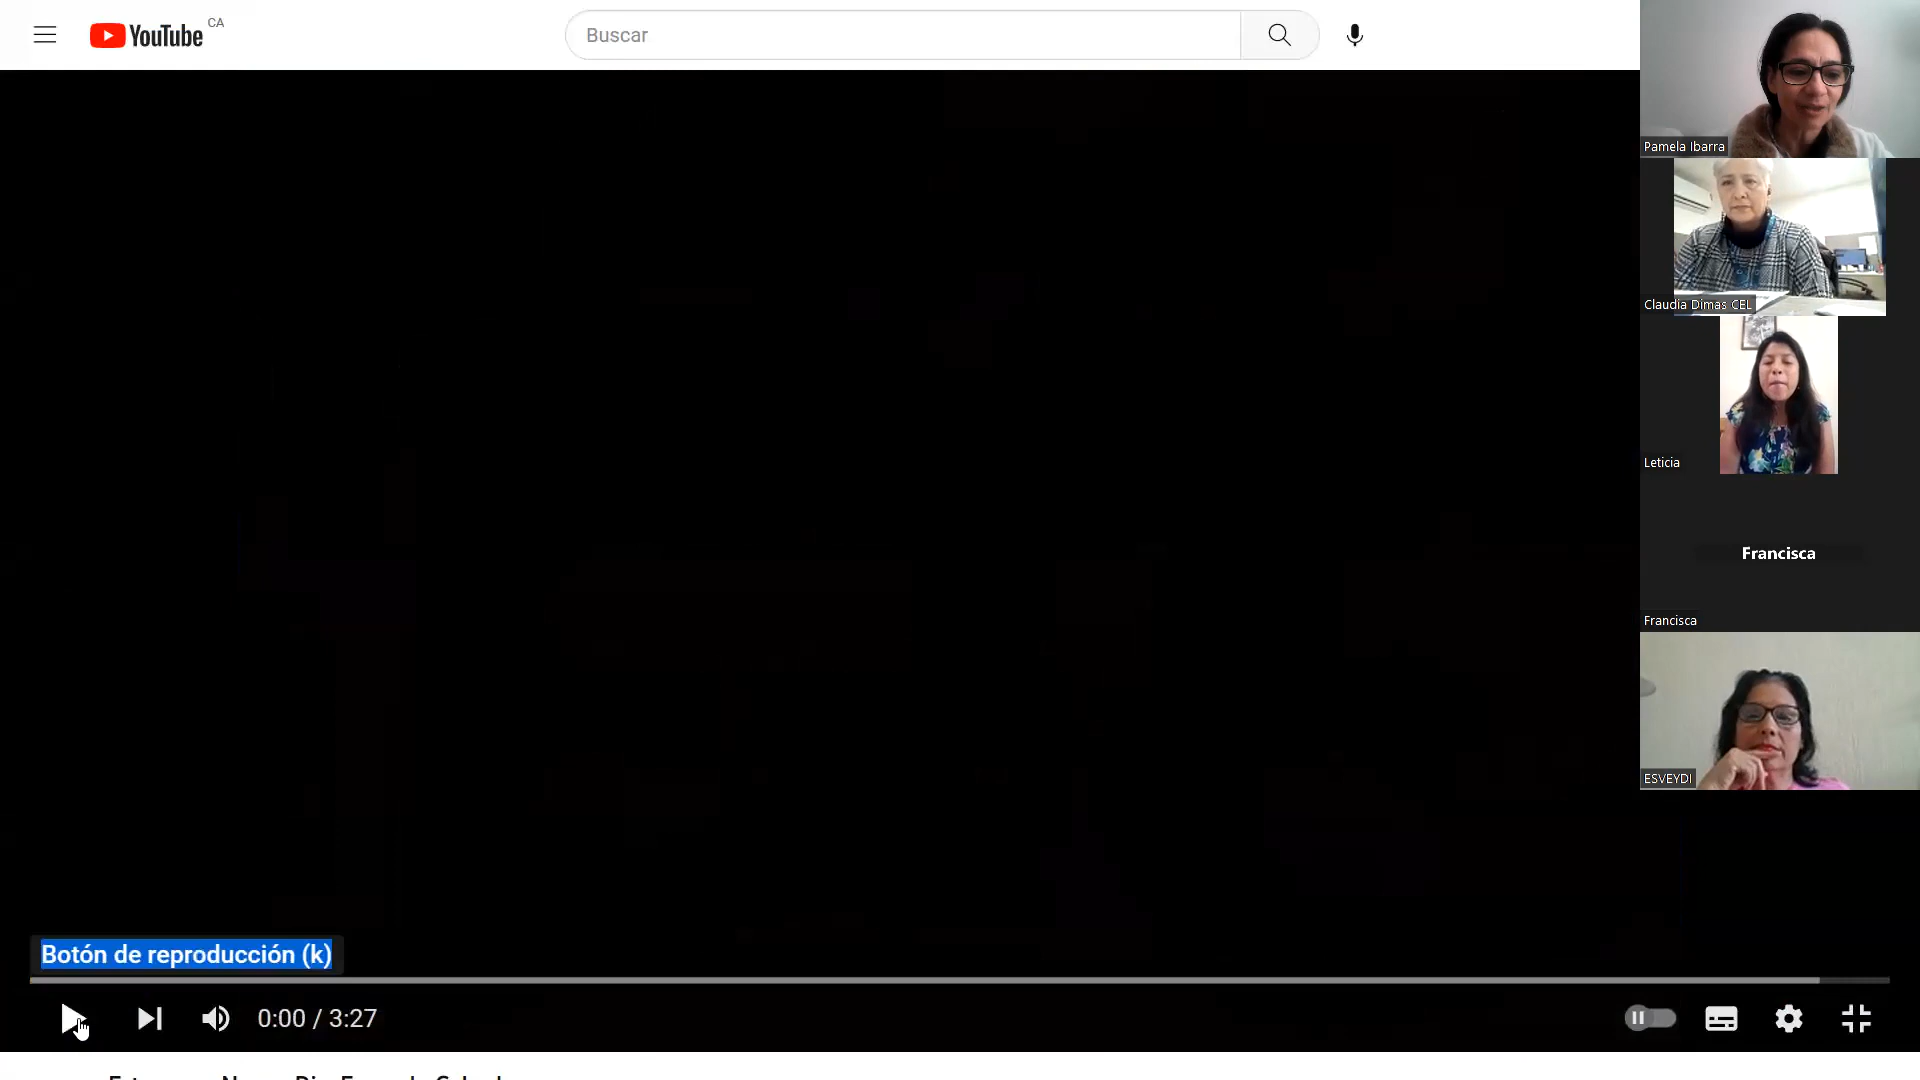 YouTube CA
Buscar
Pamela Ibarra
Claudia Dimas CEL
Leticia
Francisca
Francisca
ESVEYDI
Botón de reproducción (k)
0:00 / 3:27